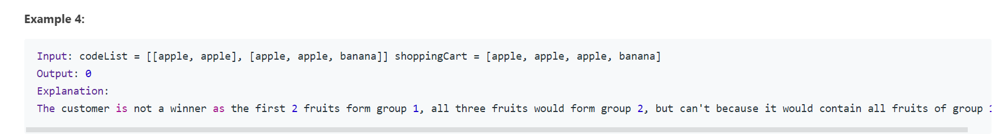 Example 4:
Input: codeList = [[apple, apple], [apple, apple, banana]] shoppingCart = [apple, apple, apple, banana]
Output: 0
Explanation:
The customer is not a winner as the first 2 fruits form group 1, all three fruits would form group 2, but can't because it would contain all fruits of group